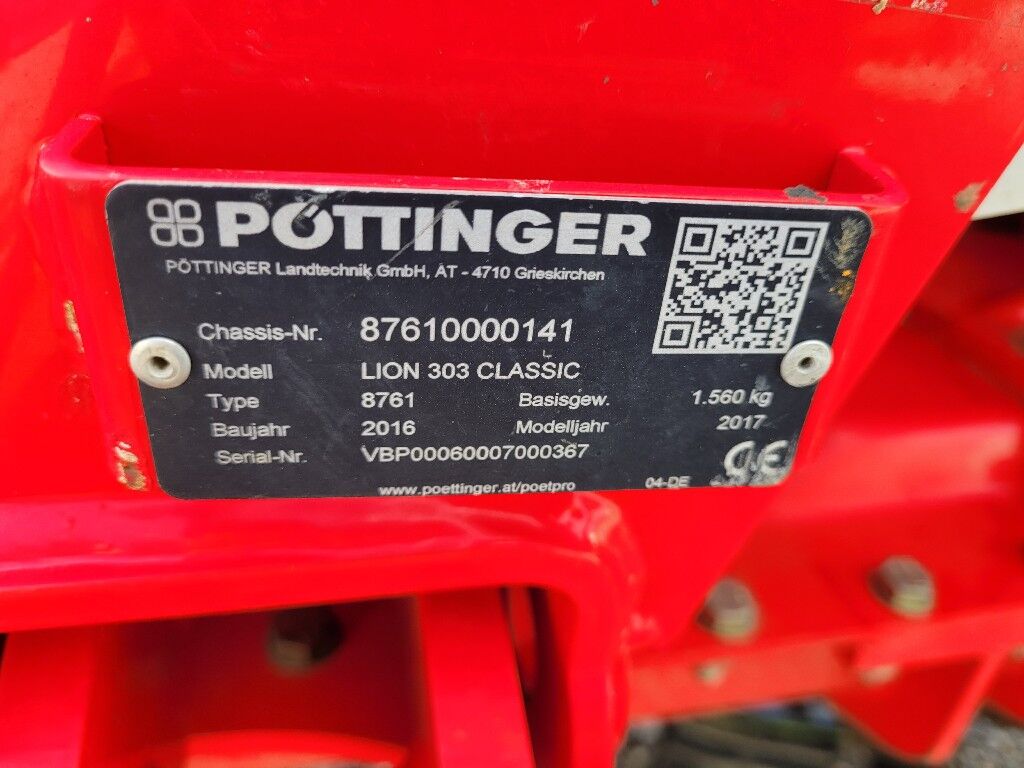 PÖTTINGER
PÖTTINGER Landtechnik GmbH, AT - 4710 Grieskirchen
Chassis-Nr. 87610000141
Modell LION 303 CLASSIC
Type 8761 Basisgew. 1.560 kg
Baujahr 2016 Modelljahr 2017
Serial-Nr. VBP00060007000367
www.poettinger.at/poetpro 04-DE CE